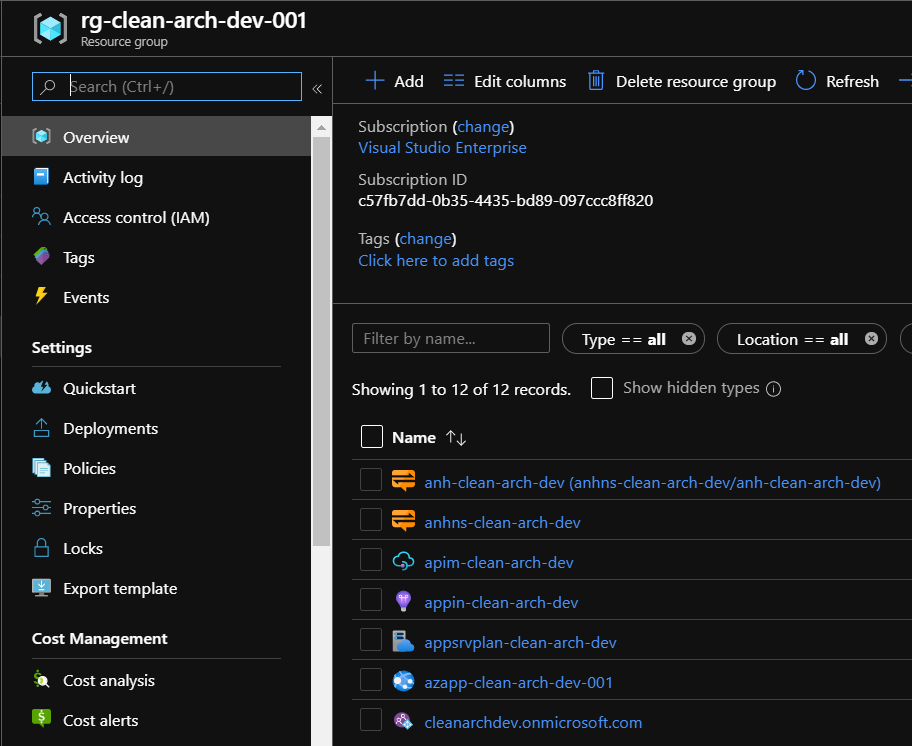 rg-clean-arch-dev-001
Resource group
Search (Ctrl+/)
«
Overview
Activity log
Access control (IAM)
Tags
Events
Settings
Quickstart
Deployments
Policies
Properties
Locks
Export template
Cost Management
Cost analysis
Cost alerts
Add
Edit columns
Delete resource group
Refresh
Subscription (change)
Visual Studio Enterprise
Subscription ID
c57fb7dd-0b35-4435-bd89-097ccc8ff820
Tags (change)
Click here to add tags
Filter by name...
Type == all
Location == all
Showing 1 to 12 of 12 records.
Show hidden types
Name ↑↓
anh-clean-arch-dev (anhns-clean-arch-dev/anh-clean-arch-dev)
anhns-clean-arch-dev
apim-clean-arch-dev
appin-clean-arch-dev
appsrvplan-clean-arch-dev
azapp-clean-arch-dev-001
cleanarchdev.onmicrosoft.com